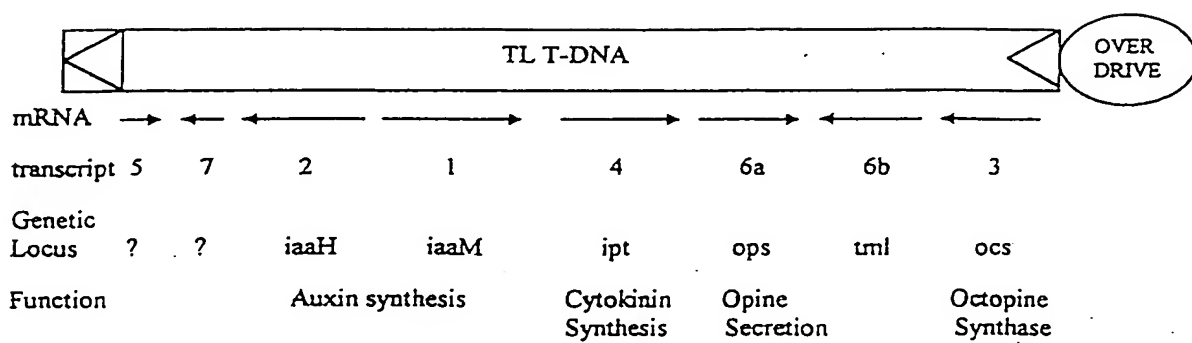 TL T-DNA
OVER
DRIVE
mRNA
transcript 5 7 2 1 4 6a 6b 3
Genetic
Locus ? ? iaaH iaaM ipt ops tml ocs
Function Auxin synthesis Cytokinin Opine Octopine
Synthesis Secretion Synthase